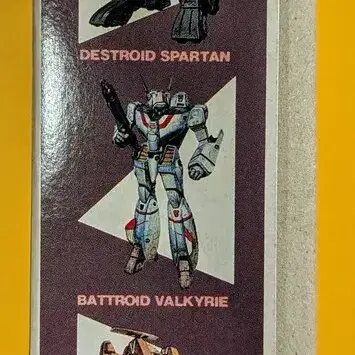 DESTROID SPARTAN
BATTROID VALKYRIE